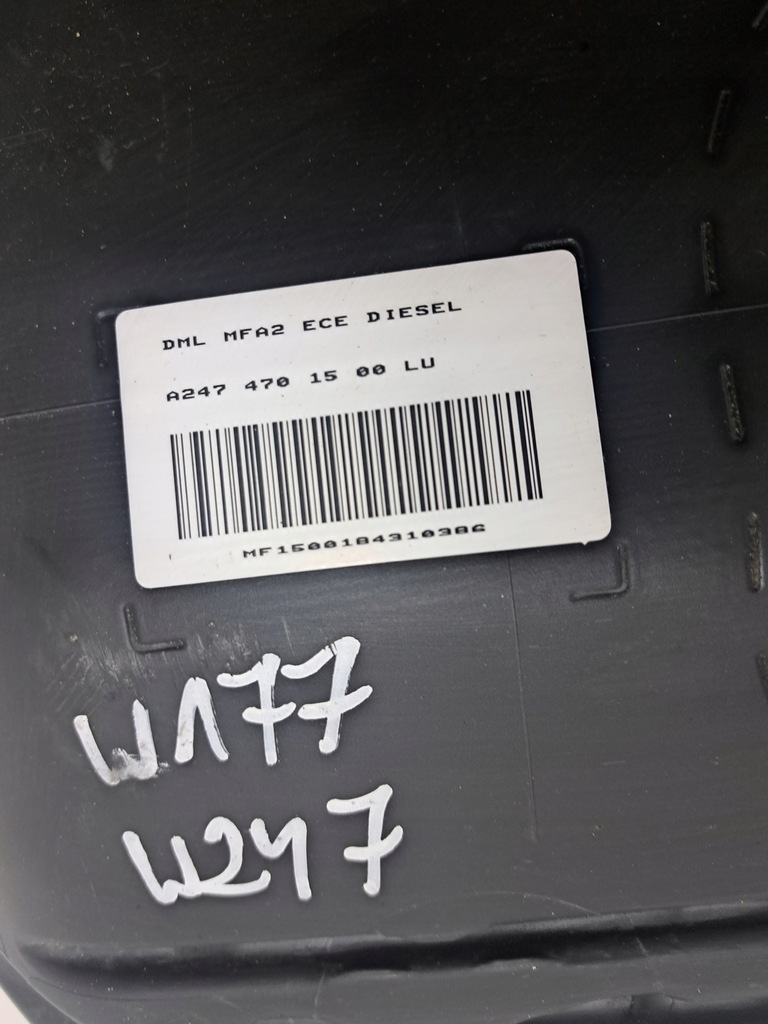 DML MFA2 ECE DIESEL
A247 470 15 00 LU
MF1500184310386
W177
W247